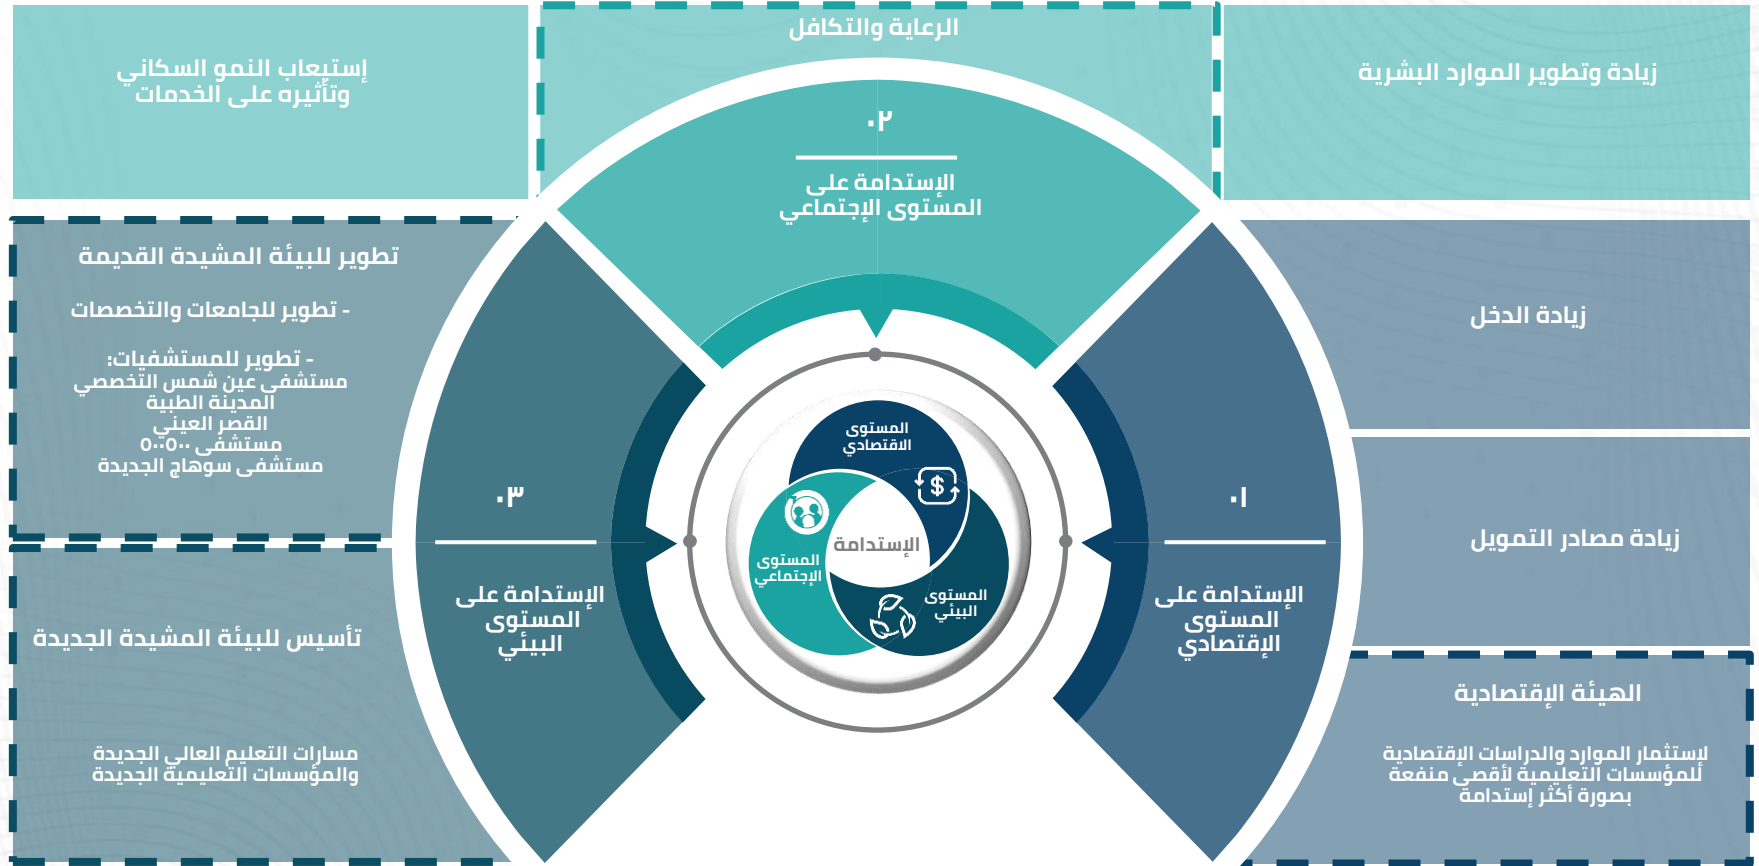 زيادة وتطوير الموارد البشرية
الرعاية والتكافل
إستيعاب النمو السكاني
وتأثيره على الخدمات
٠٢
الإستدامة على
المستوى الإجتماعي
زيادة الدخل
زيادة مصادر التمويل
الهيئة الإقتصادية
لإستثمار الموارد والدراسات الإقتصادية
للمؤسسات التعليمية لأقصى منفعة
بصورة أكثر إستدامة
٠١
الإستدامة على
المستوى
الإقتصادي
المستوى
الاقتصادي
$
الإستدامة
المستوى
الإجتماعي
المستوى
البيئي
٠٣
الإستدامة على
المستوى
البيئي
تطوير للبيئة المشيدة القديمة
- تطوير للجامعات والتخصصات
- تطوير للمستشفيات:
مستشفى عين شمس التخصصي
المدينة الطبية
القصر العيني
مستشفى ٥٠٠٥٠٠
مستشفى سوهاج الجديدة
تأسيس للبيئة المشيدة الجديدة
مسارات التعليم العالي الجديدة
والمؤسسات التعليمية الجديدة